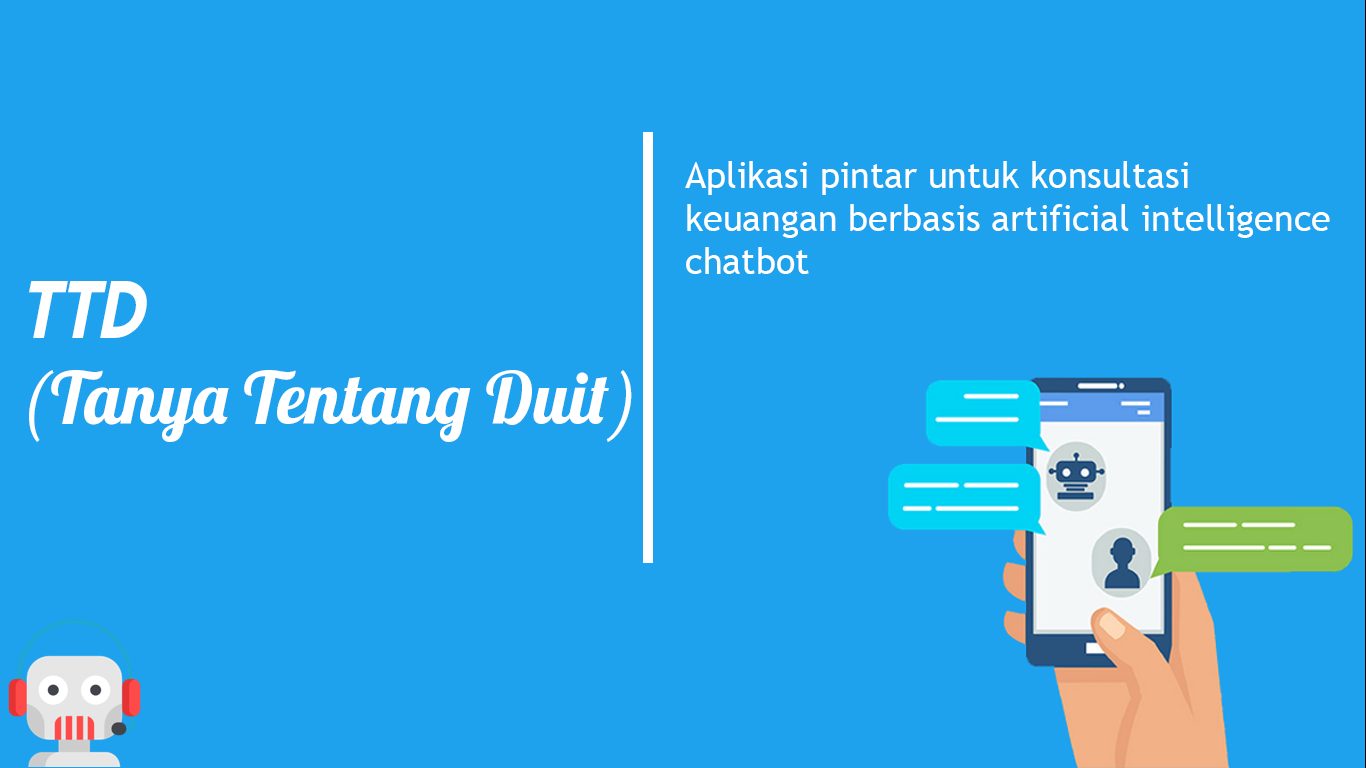 TTD
(Tanya Tentang Duit)
Aplikasi pintar untuk konsultasi
keuangan berbasis artificial intelligence
chatbot